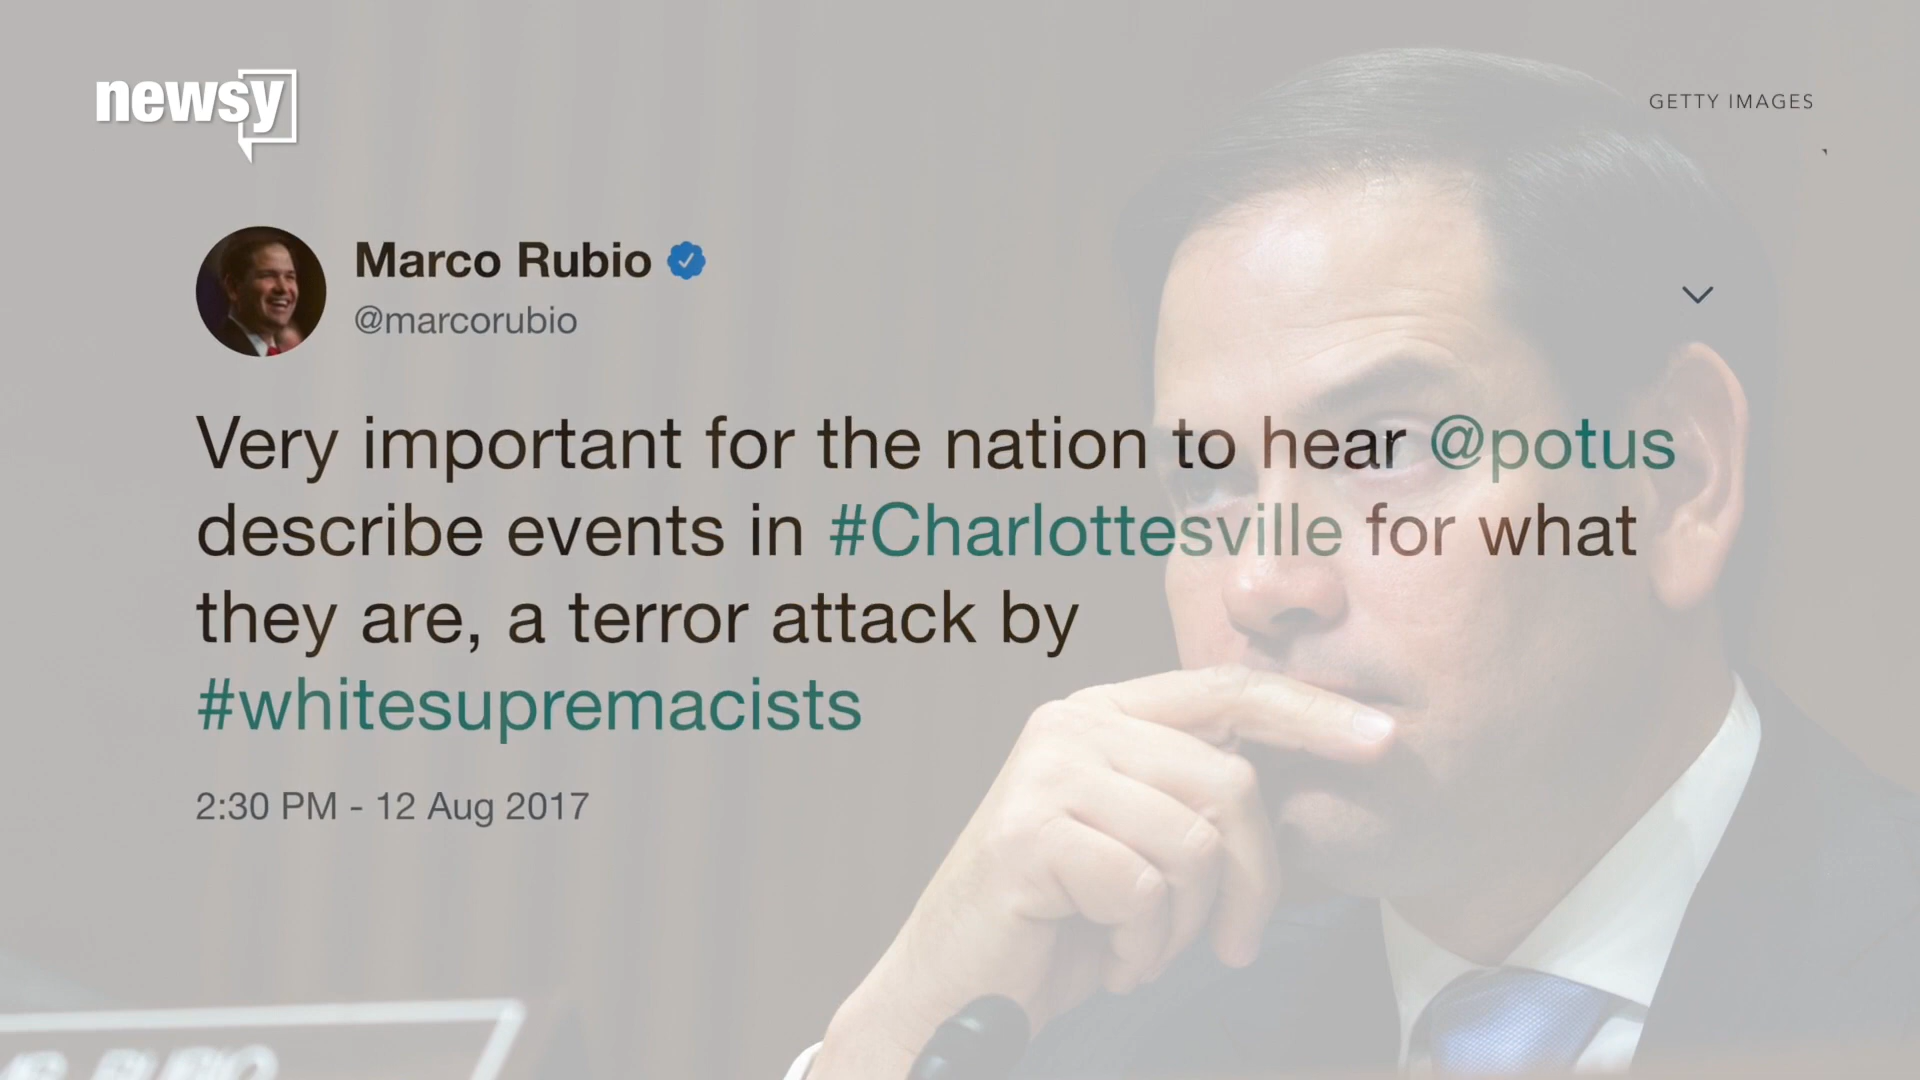 newsy
GETTY IMAGES
Marco Rubio
@marcorubio
Very important for the nation to hear @potus
describe events in #Charlottesville for what
they are, a terror attack by
#whitesupremacists
2:30 PM - 12 Aug 2017
RUBIO